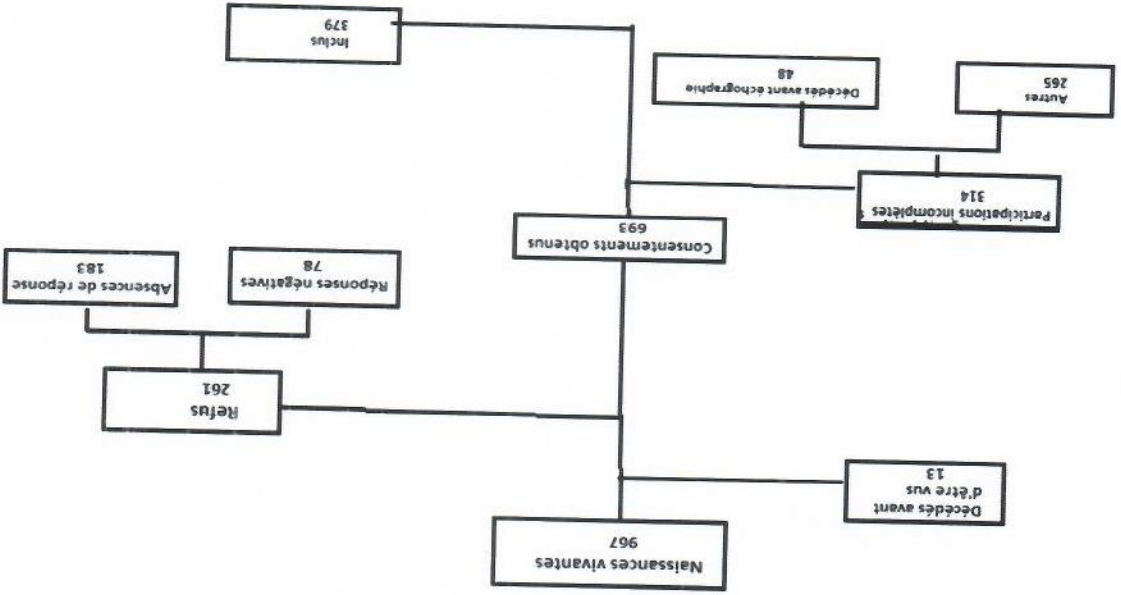 Naissances vivantes
967
Décédés avant
d'être vus
13
Refus
261
Réponses négatives
78
Absences de réponse
183
Consentements obtenus
693
Participations incomplètes :
314
Autres
265
Décédés avant échographie
48
Inclus
379